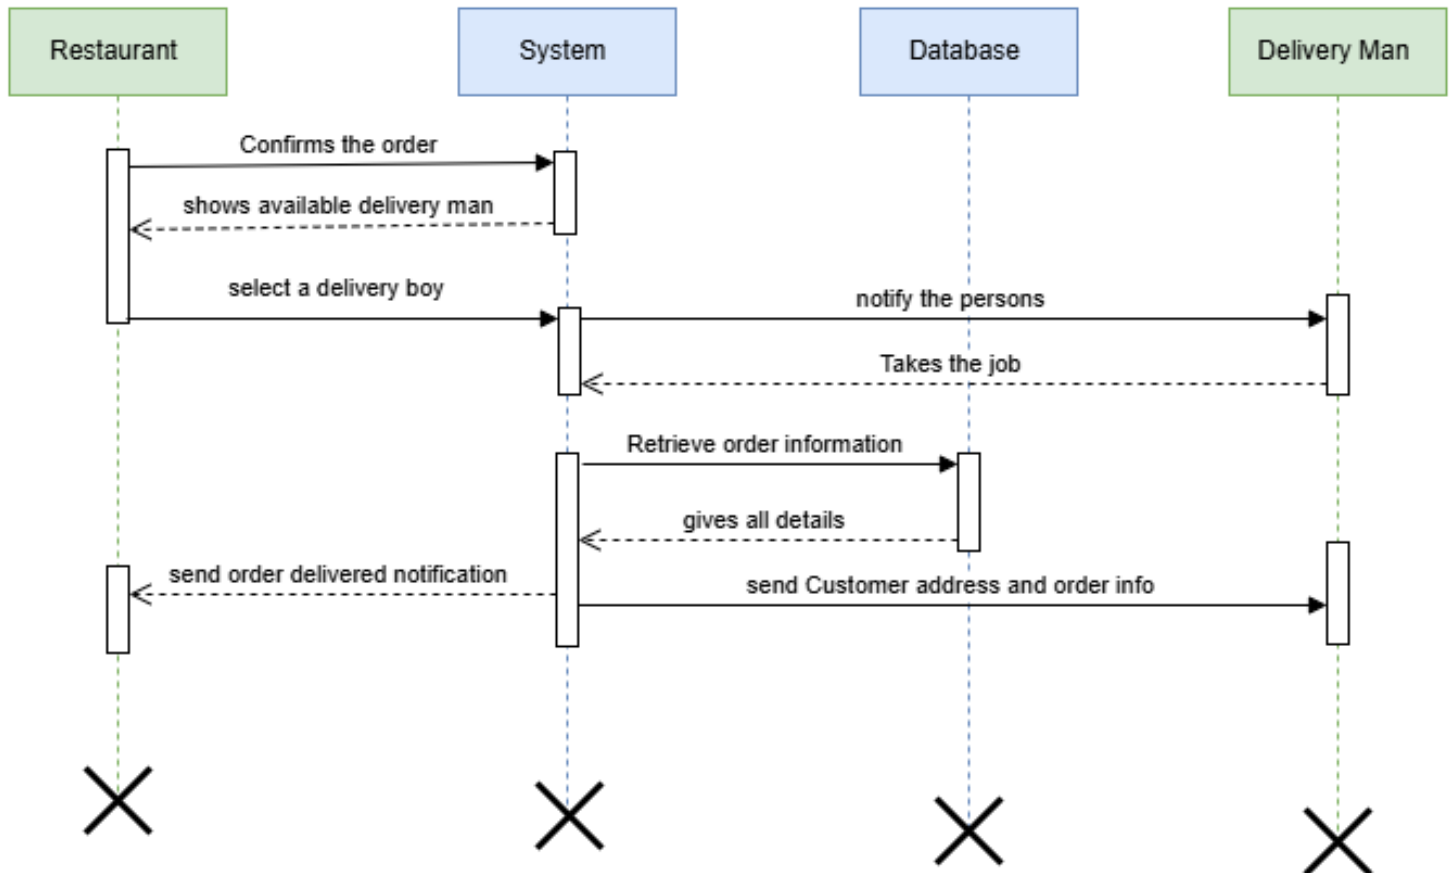 Restaurant
System
Database
Delivery Man
Confirms the order
shows available delivery man
select a delivery boy
notify the persons
Takes the job
Retrieve order information
gives all details
send order delivered notification
send Customer address and order info